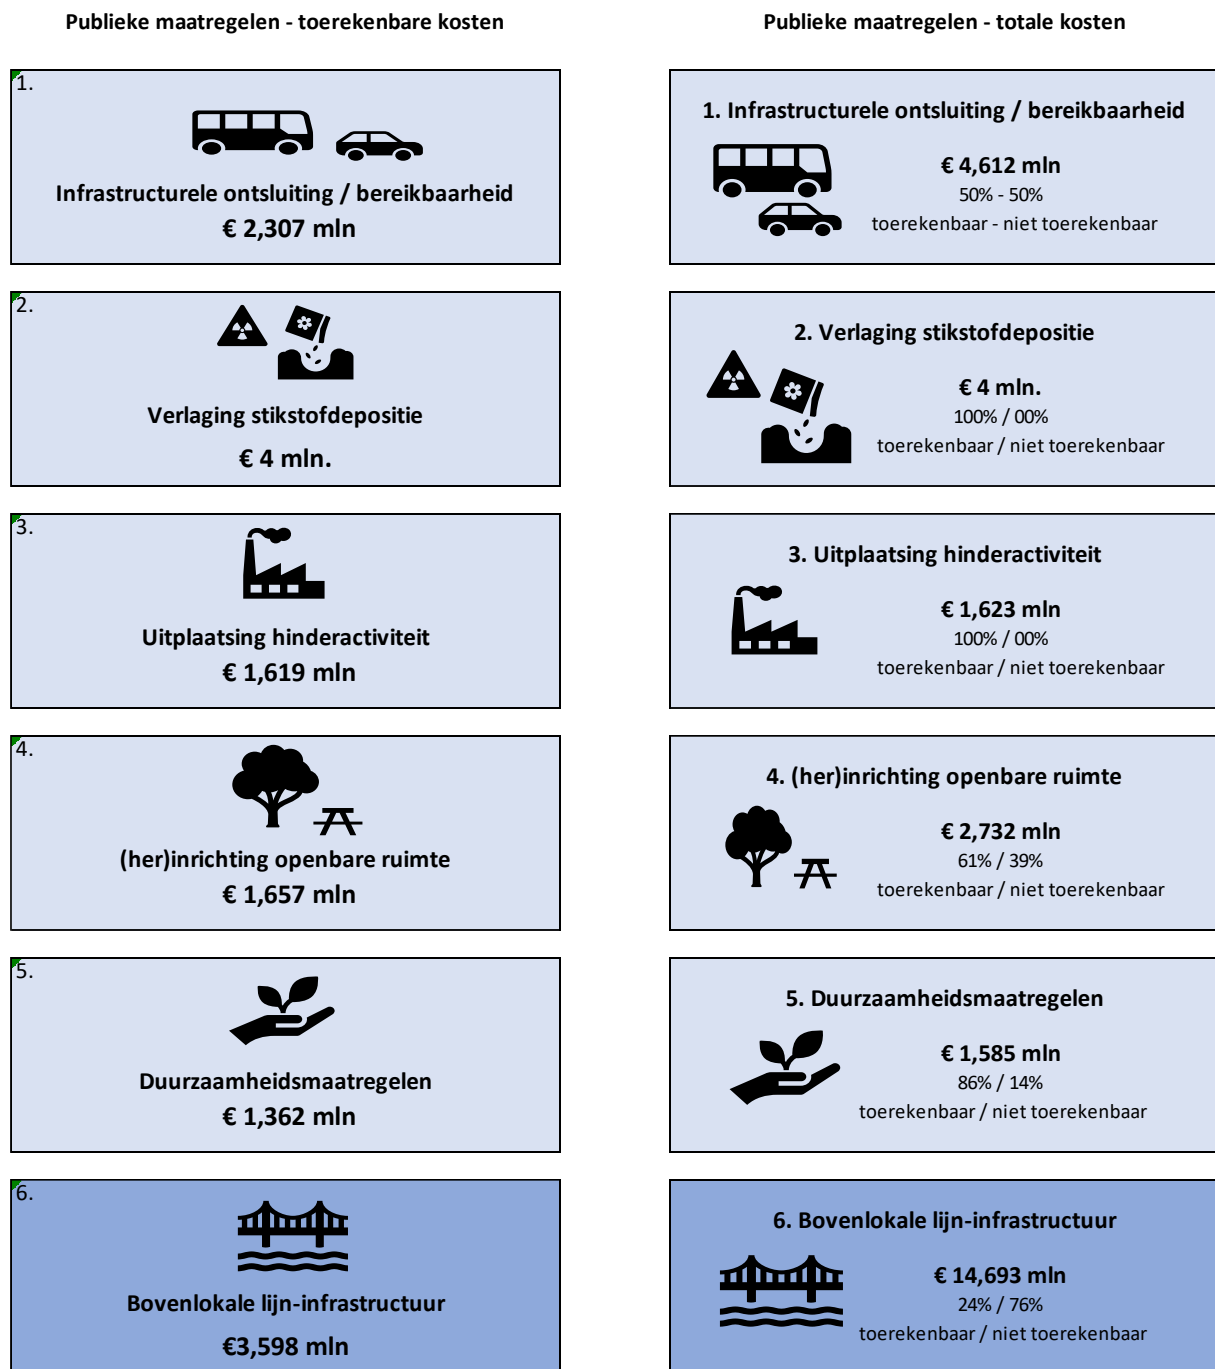 Publieke maatregelen - toerekenbare kosten
1.
Infrastructurele ontsluiting / bereikbaarheid
€ 2,307 mln
2.
Verlaging stikstofdepositie
€ 4 mln.
3.
Uitplaatsing hinderactiviteit
€ 1,619 mln
4.
(her)inrichting openbare ruimte
€ 1,657 mln
5.
Duurzaamheidsmaatregelen
€ 1,362 mln
6.
Bovenlokale lijn-infrastructuur
€3,598 mln
Publieke maatregelen - totale kosten
1. Infrastructurele ontsluiting / bereikbaarheid
€ 4,612 mln
50% - 50%
toerekenbaar - niet toerekenbaar
2. Verlaging stikstofdepositie
€ 4 mln.
100% / 00%
toerekenbaar / niet toerekenbaar
3. Uitplaatsing hinderactiviteit
€ 1,623 mln
100% / 00%
toerekenbaar / niet toerekenbaar
4. (her)inrichting openbare ruimte
€ 2,732 mln
61% / 39%
toerekenbaar / niet toerekenbaar
5. Duurzaamheidsmaatregelen
€ 1,585 mln
86% / 14%
toerekenbaar / niet toerekenbaar
6. Bovenlokale lijn-infrastructuur
€ 14,693 mln
24% / 76%
toerekenbaar / niet toerekenbaar